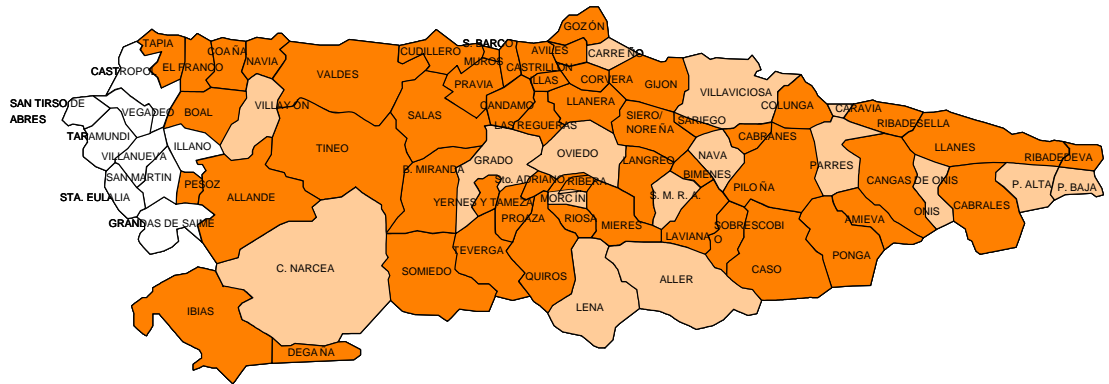 GOZÓN
TAPIA
COAÑA
S. BARCO
AVILES
CARREÑO
CUDILLERO
MUROS
EL FRANCO
NAVIA
CASTRILLON
CASTROPOL
VALDES
ILLAS
CORVERA
GIJON
PRAVIA
VILLAVICIOSA
SAN TIRSO DE
ABRES
VEGADEO
BOAL
VILLAYÓN
CANDAMO
LLANERA
COLUNGA
CARAVIA
SALAS
SIERO/
NOREÑA
SARIEGO
RIBADESELLA
LAS REGUERAS
TARAMUNDI
CABRANES
ILLANO
TINEO
LLANES
VILLANUEVA
GRADO
OVIEDO
LANGREO
NAVA
RIBADEDEVA
PARRES
B. MIRANDA
SAN MARTIN
PESOZ
Sto. ADRIANO
RIBERA
BIMENES
PILOÑA
CANGAS DE ONIS
P. ALTA
P. BAJA
STA. EULALIA
ALLANDE
YERNES Y TAMEZA
MORCÍN
S. M. R. A.
CABRALES
ONIS
GRANDAS DE SAIME
PROAZA
RIOSA
MIERES
LAVIANA
O
SOBRESCOBI
AMIEVA
TEVERGA
PONGA
C. NARCEA
SOMIEDO
QUIROS
ALLER
CASO
LENA
IBIAS
DEGAÑA